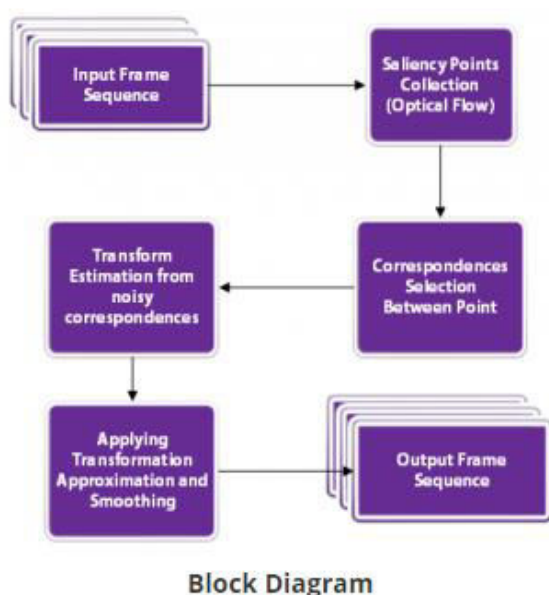 Input Frame
Sequence
Saliency Points
Collection
(Optical Flow)
Correspondences
Selection
Between Point
Transform
Estimation from
noisy
correspondences
Applying
Transformation
Approximation and
Smoothing
Output Frame
Sequence
Block Diagram